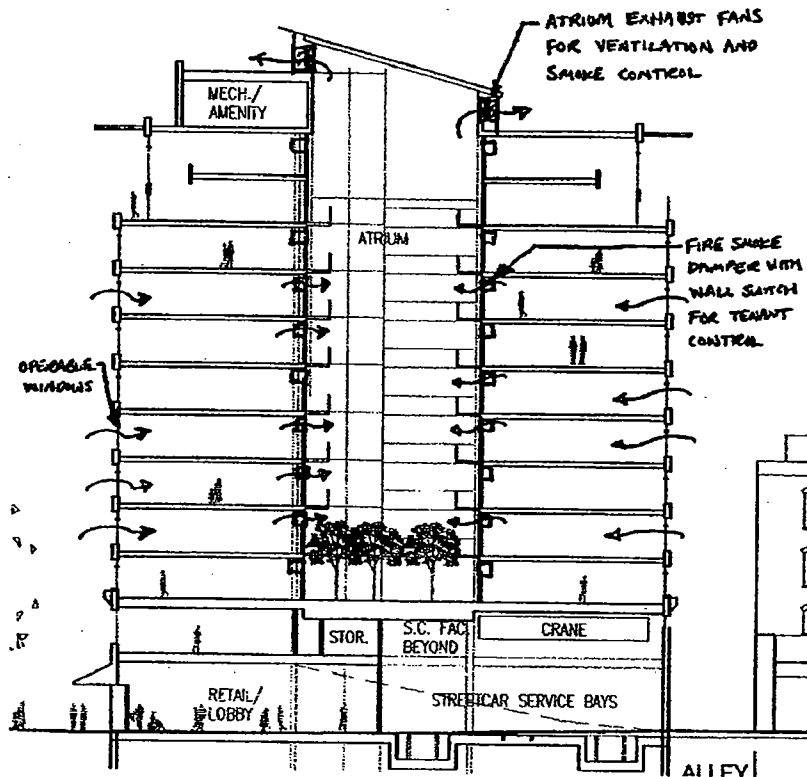 ATRIUM EXHAUST FANS
FOR VENTILATION AND
SMOKE CONTROL
MECH./
AMENITY
ATRIUM
FIRE SMOKE
DAMPER WITH
WALL SWITCH
FOR TENANT
CONTROL
OPERABLE
WINDOWS
STOR.
S.C. FAC.
BEYOND
CRANE
RETAIL/
LOBBY
STREETCAR SERVICE BAYS
ALLEY